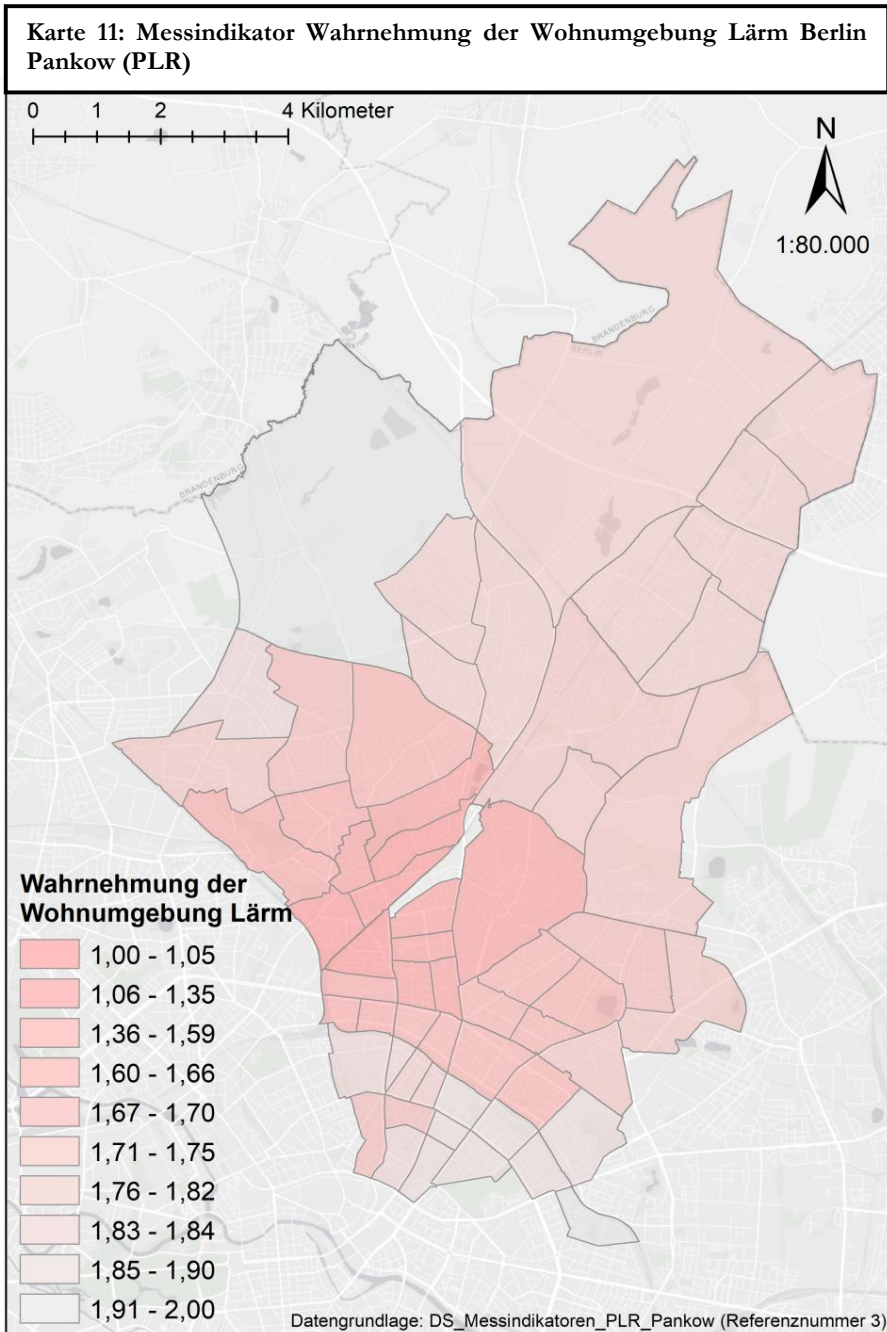 Karte 11: Messindikator Wahrnehmung der Wohnumgebung Lärm Berlin
Pankow (PLR)
0 1 2 4 Kilometer
N
1:80.000
BRANDENBURG
BERLIN
BRANDENBURG
Wahrnehmung der
Wohnumgebung Lärm
1,00 - 1,05
1,06 - 1,35
1,36 - 1,59
1,60 - 1,66
1,67 - 1,70
1,71 - 1,75
1,76 - 1,82
1,83 - 1,84
1,85 - 1,90
1,91 - 2,00
Datengrundlage: DS_Messindikatoren_PLR_Pankow (Referenznummer 3)